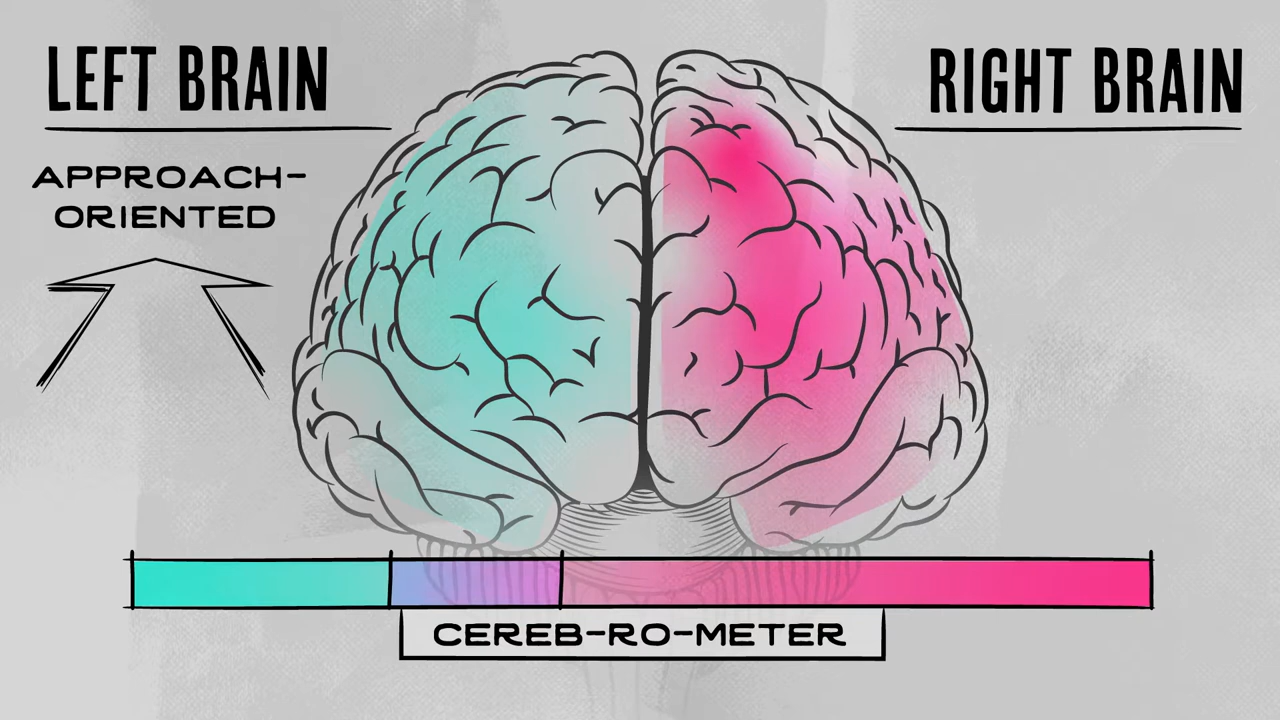 LEFT BRAIN
RIGHT BRAIN
APPROACH-
ORIENTED
CEREB-RO-METER